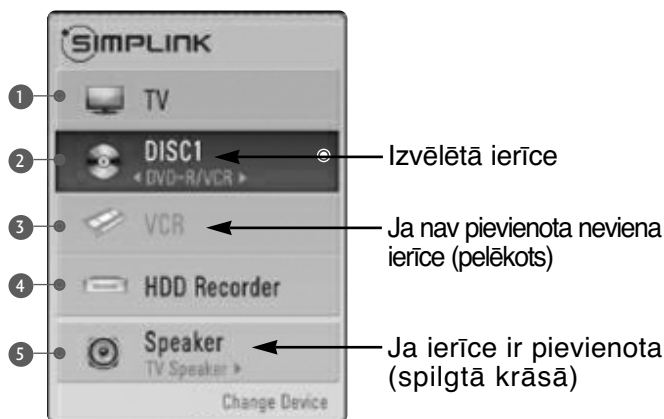 SIMPLINK
1 TV
2 DISC1
◄ DVD-R/VCR ►
Izvēlētā ierīce
3 VCR
Ja nav pievienota neviena
ierīce (pelēkots)
4 HDD Recorder
5 Speaker
TV Speaker ►
Ja ierīce ir pievienota
(spilgtā krāsā)
Change Device